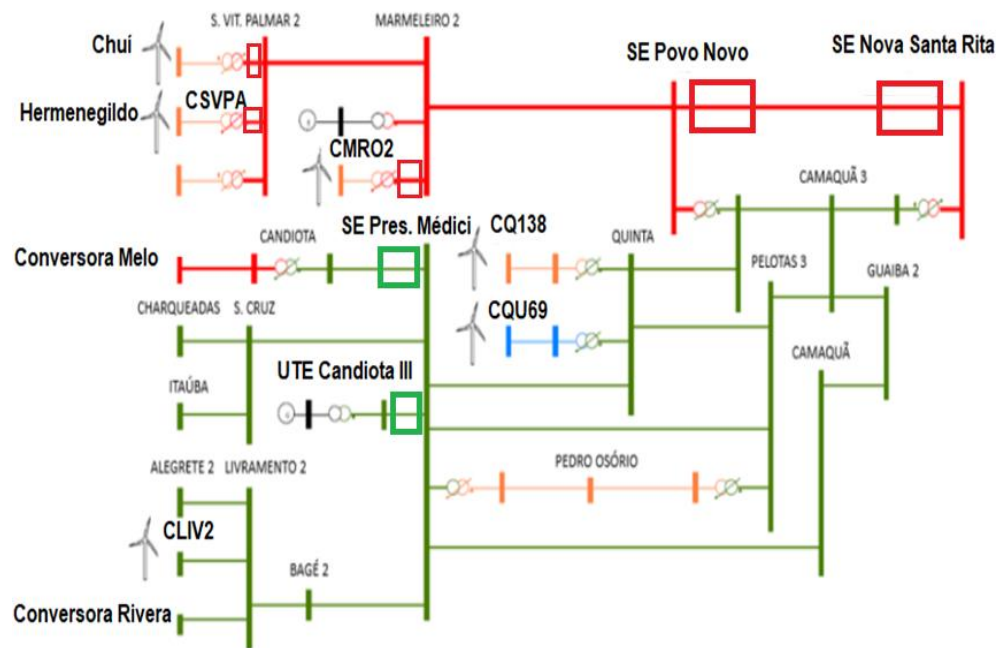 S. VIT. PALMAR 2
MARMELEIRO 2
Chuí
SE Povo Novo
SE Nova Santa Rita
Hermenegildo
CSVPA
CMRO2
CAMAQUÃ 3
SE Pres. Médici
CANDIOTA
CQ138
QUINTA
Conversora Melo
PELOTAS 3
GUAIBA 2
CHARQUEADAS
S. CRUZ
CQU69
CAMAQUÃ
UTE Candiota III
ITAÚBA
PEDRO OSÓRIO
ALEGRETE 2
LIVRAMENTO 2
CLIV2
BAGÉ 2
Conversora Rivera